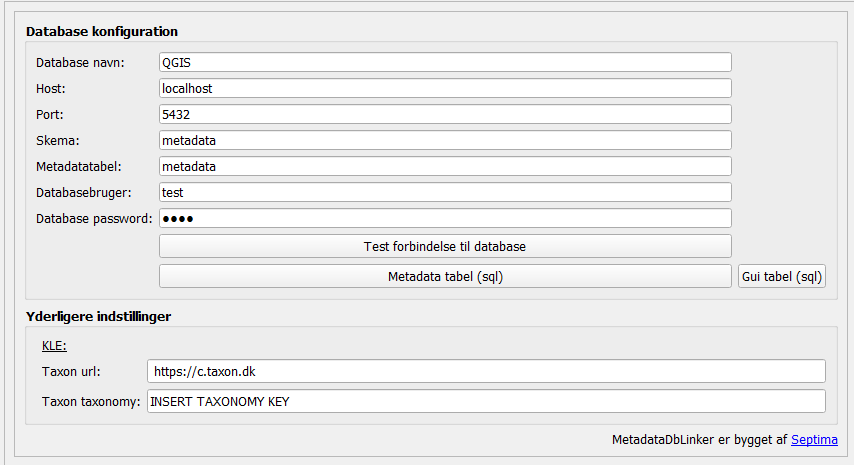 Database konfiguration
Database navn: QGIS
Host: localhost
Port: 5432
Skema: metadata
Metadatatabel: metadata
Databasebruger: test
Database password: ●●●●
Test forbindelse til database
Metadata tabel (sql) Gui tabel (sql)
Yderligere indstillinger
KLE:
Taxon url: https://c.taxon.dk
Taxon taxonomy: INSERT TAXONOMY KEY
MetadataDbLinker er bygget af Septima